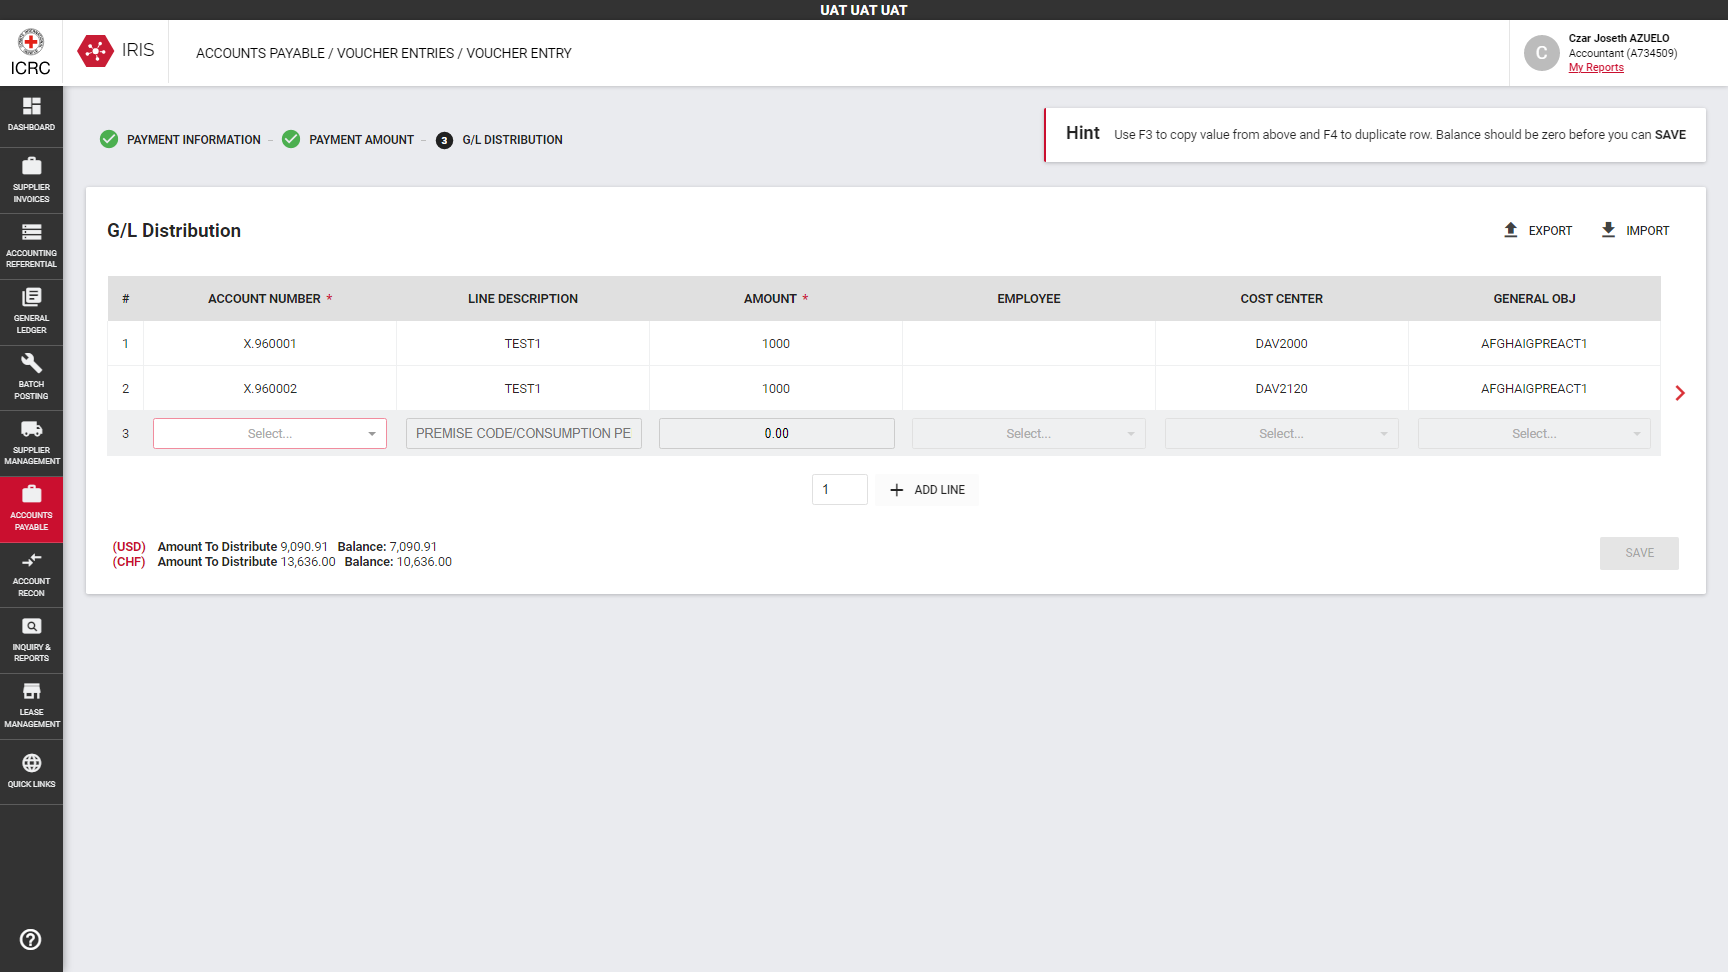 UAT UAT UAT
ICRC
IRIS
ACCOUNTS PAYABLE / VOUCHER ENTRIES / VOUCHER ENTRY
C
Czar Joseth AZUELO
Accountant (A734509)
My Reports
DASHBOARD
SUPPLIER
INVOICES
ACCOUNTING
REFERENTIAL
GENERAL
LEDGER
BATCH
POSTING
SUPPLIER
MANAGEMENT
ACCOUNTS
PAYABLE
ACCOUNT
RECON
INQUIRY &
REPORTS
LEASE
MANAGEMENT
QUICK LINKS
PAYMENT INFORMATION – PAYMENT AMOUNT – 3 G/L DISTRIBUTION
Hint Use F3 to copy value from above and F4 to duplicate row. Balance should be zero before you can SAVE
G/L Distribution
EXPORT IMPORT
# ACCOUNT NUMBER * LINE DESCRIPTION AMOUNT * EMPLOYEE COST CENTER GENERAL OBJ
1 X.960001 TEST1 1000 DAV2000 AFGHAIGPREACT1
2 X.960002 TEST1 1000 DAV2120 AFGHAIGPREACT1
3 Select... PREMISE CODE/CONSUMPTION PE 0.00 Select... Select... Select...
1 ADD LINE
(USD) Amount To Distribute 9,090.91 Balance: 7,090.91
(CHF) Amount To Distribute 13,636.00 Balance: 10,636.00
SAVE